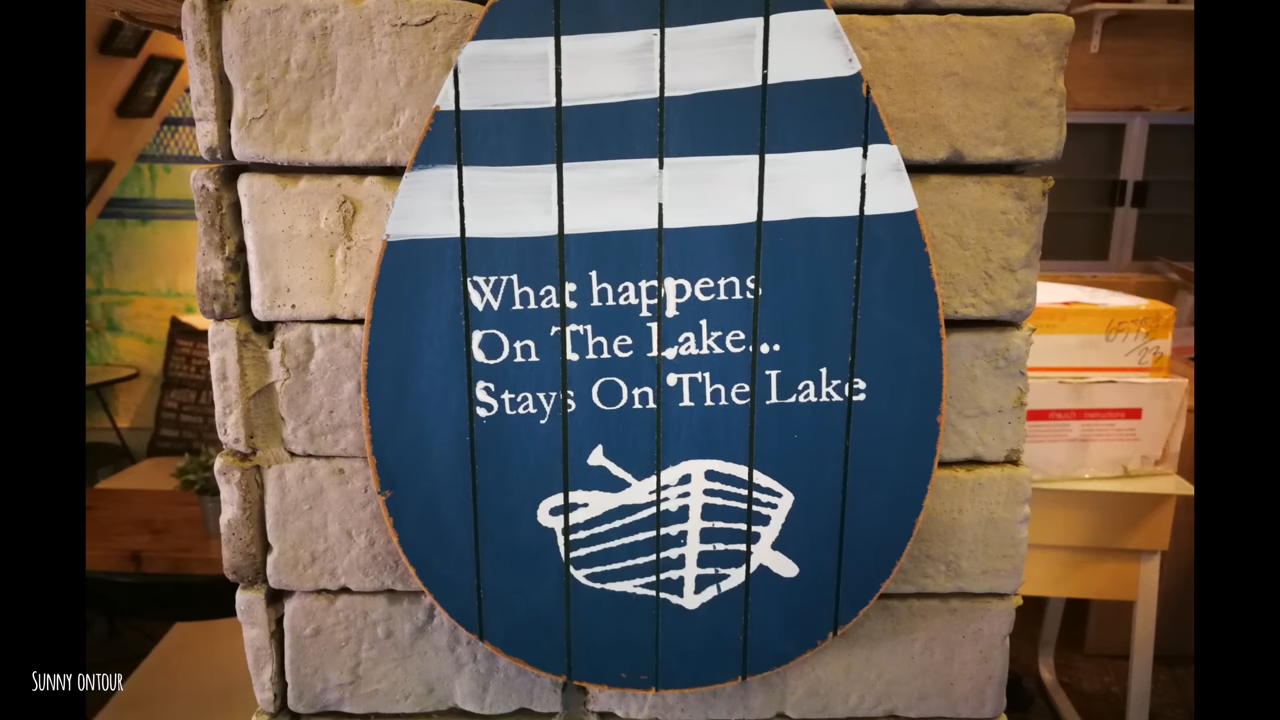 What happens
On The Lake...
Stays On The Lake
Sunny ontour